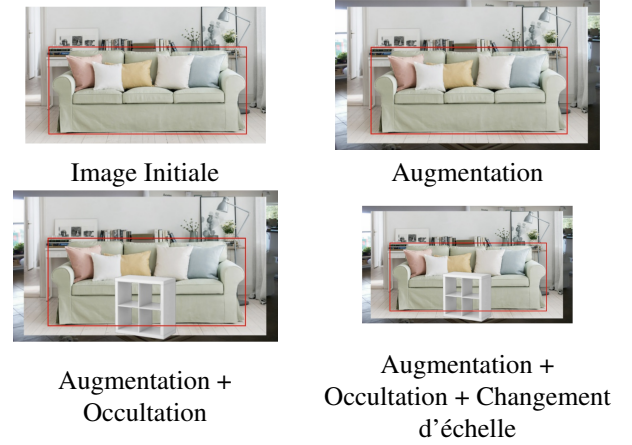 Image Initiale
Augmentation
Augmentation +
Occultation
Augmentation +
Occultation + Changement
d'échelle